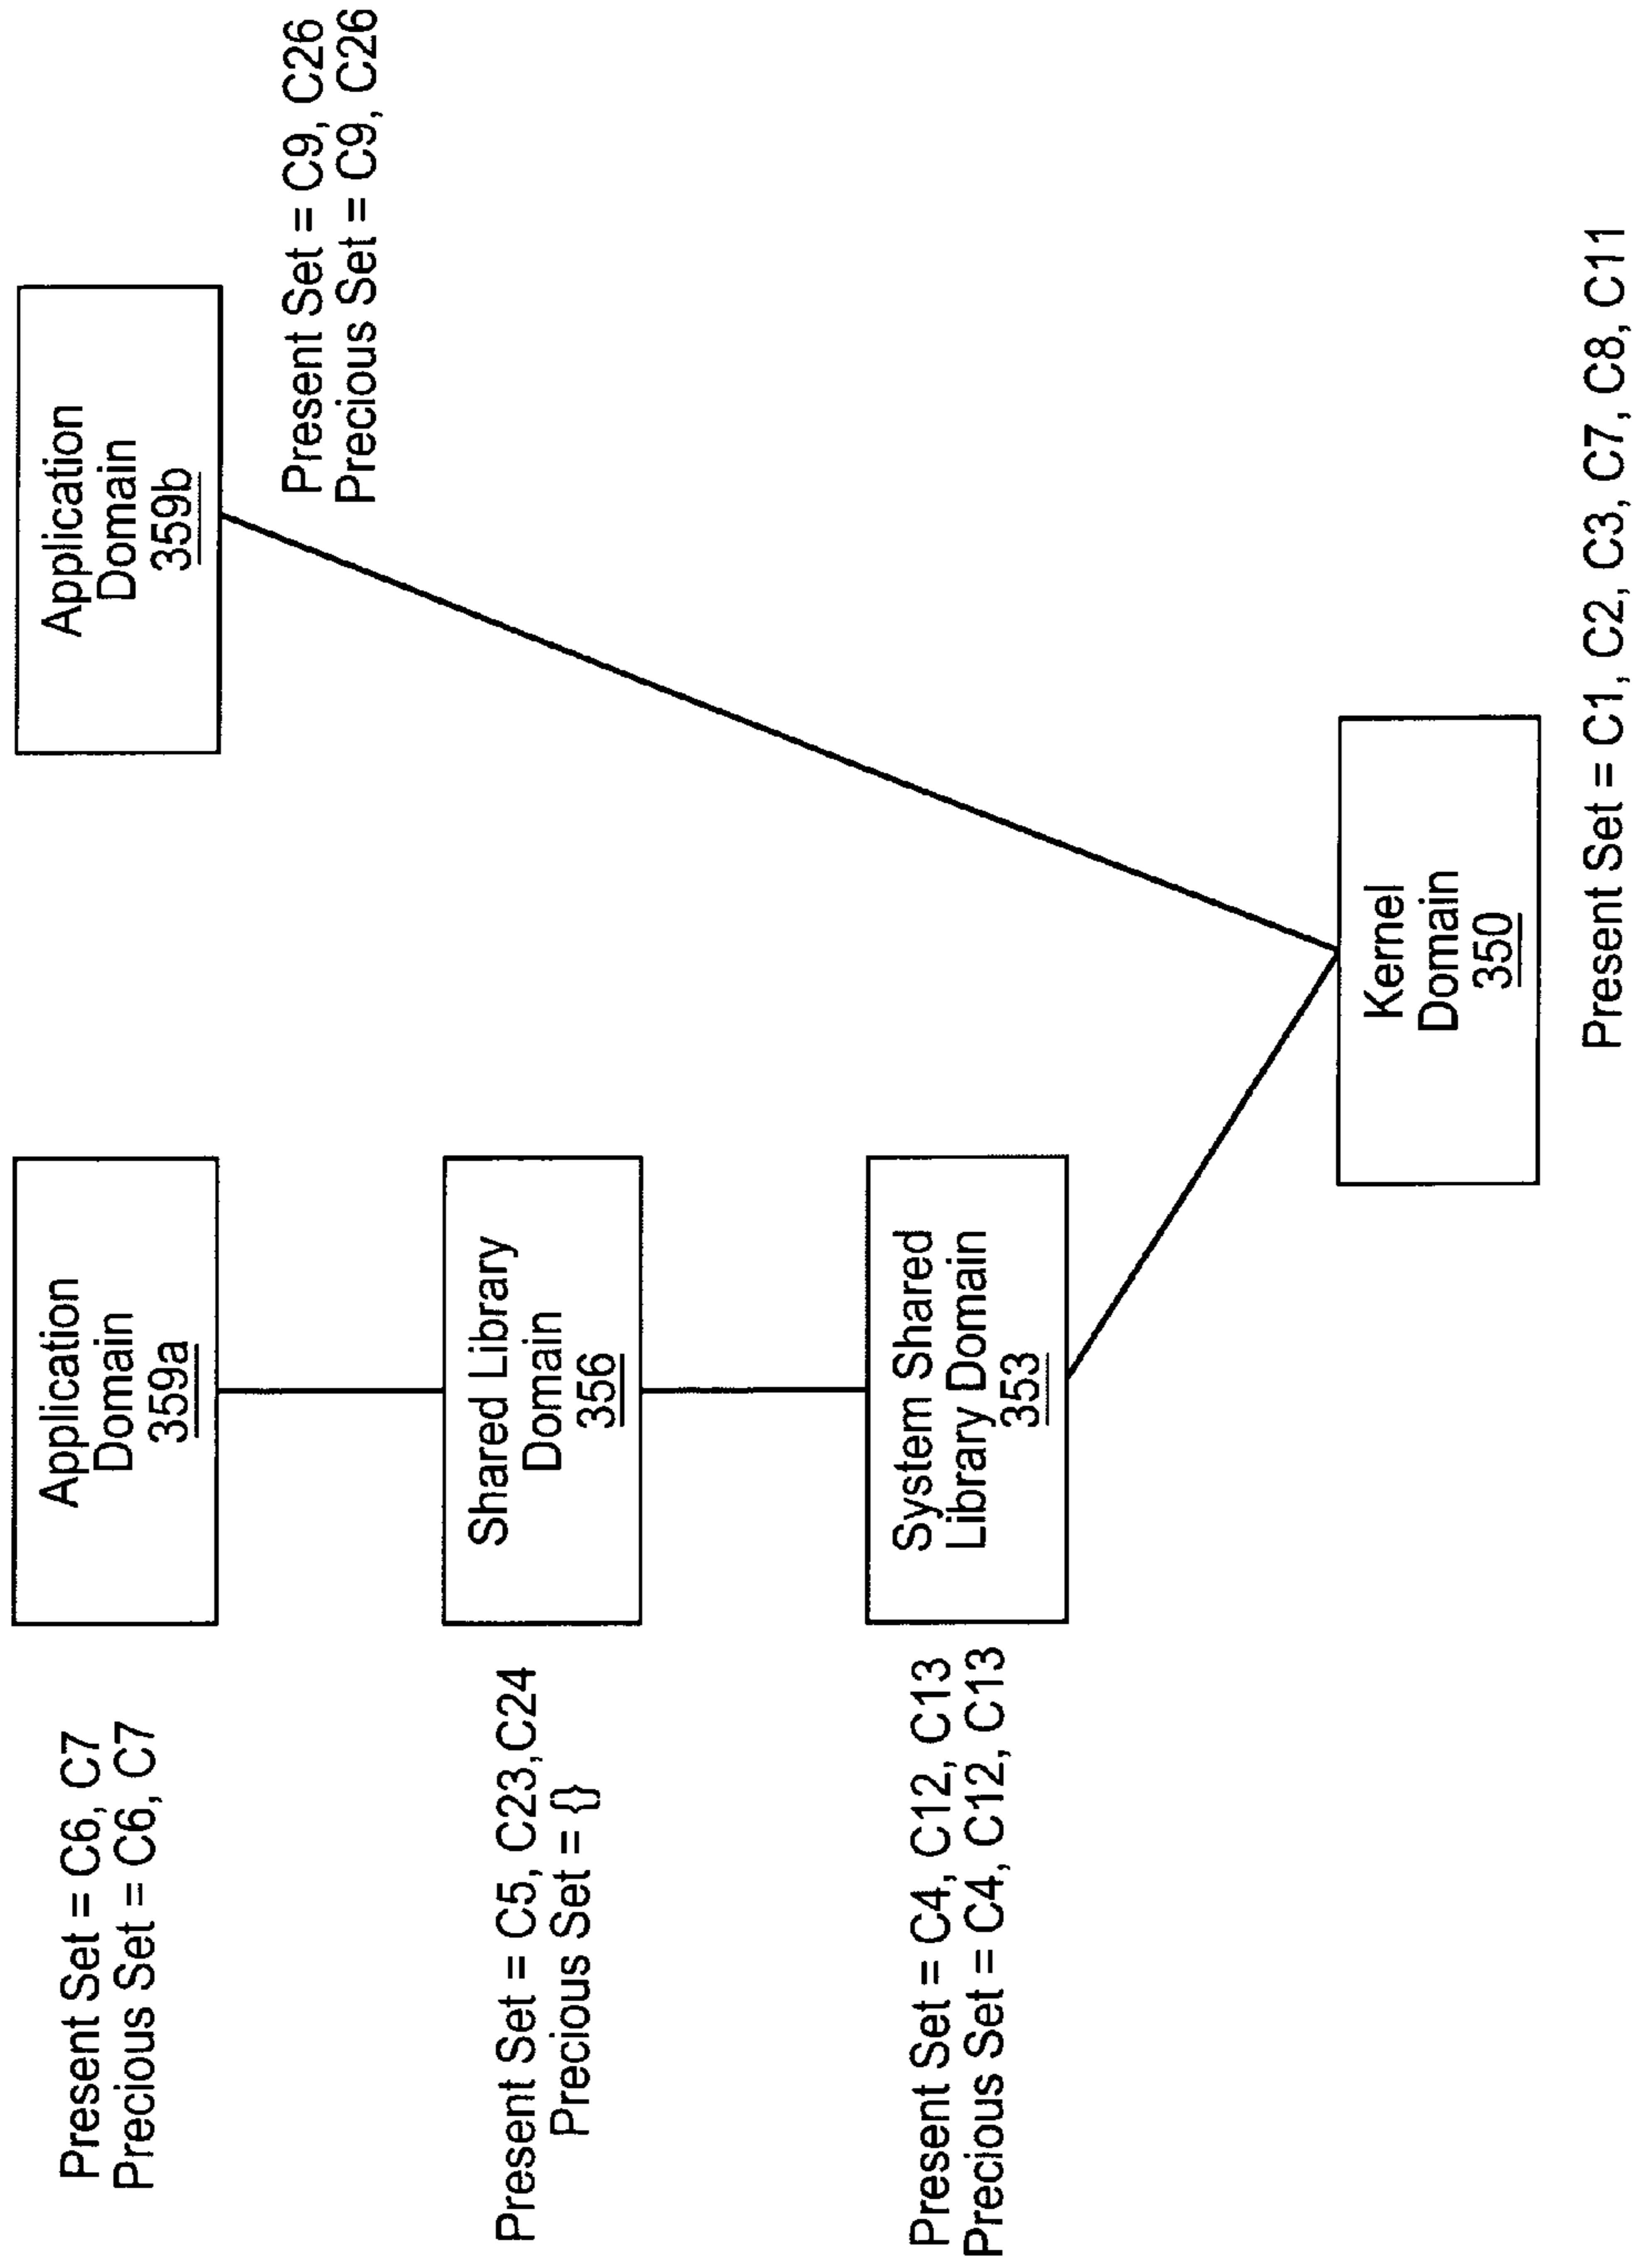 Present Set = C6, C7
Precious Set = C6, C7
Application
Domain
359a
Application
Domain
359b
Present Set = C9, C26
Precious Set = C9, C26
Present Set = C5, C23,C24
Precious Set = {}
Shared Library
Domain
356
Present Set = C4, C12, C13
Precious Set = C4, C12, C13
System Shared
Library Domain
353
Kernel
Domain
350
Present Set = C1, C2, C3, C7, C8, C11